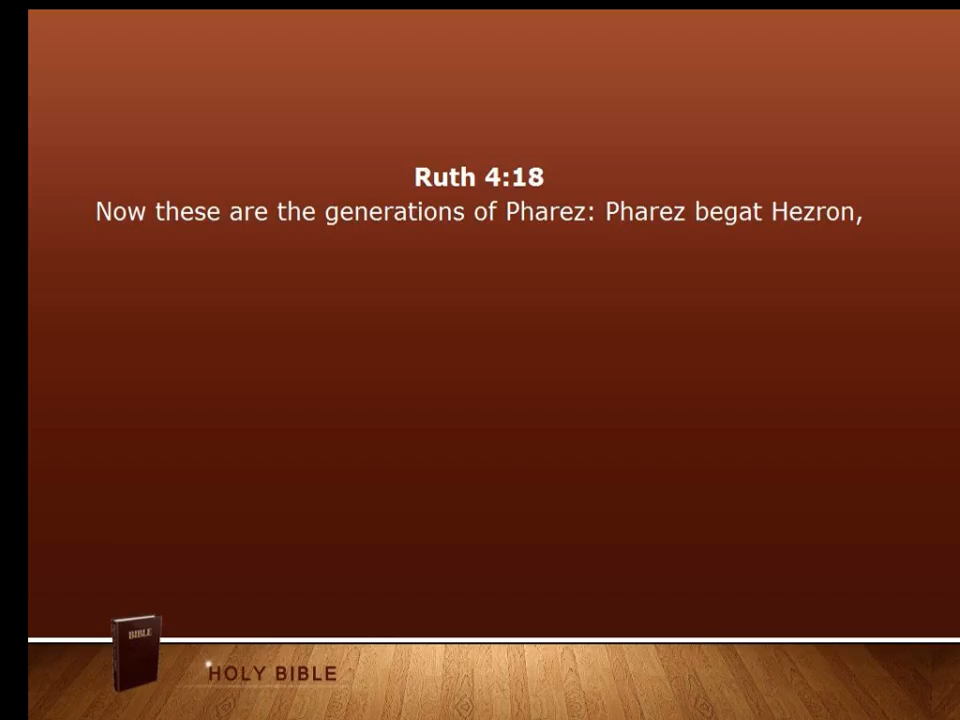 Ruth 4:18
Now these are the generations of Pharez: Pharez begat Hezron,
BIBLE
HOLY BIBLE